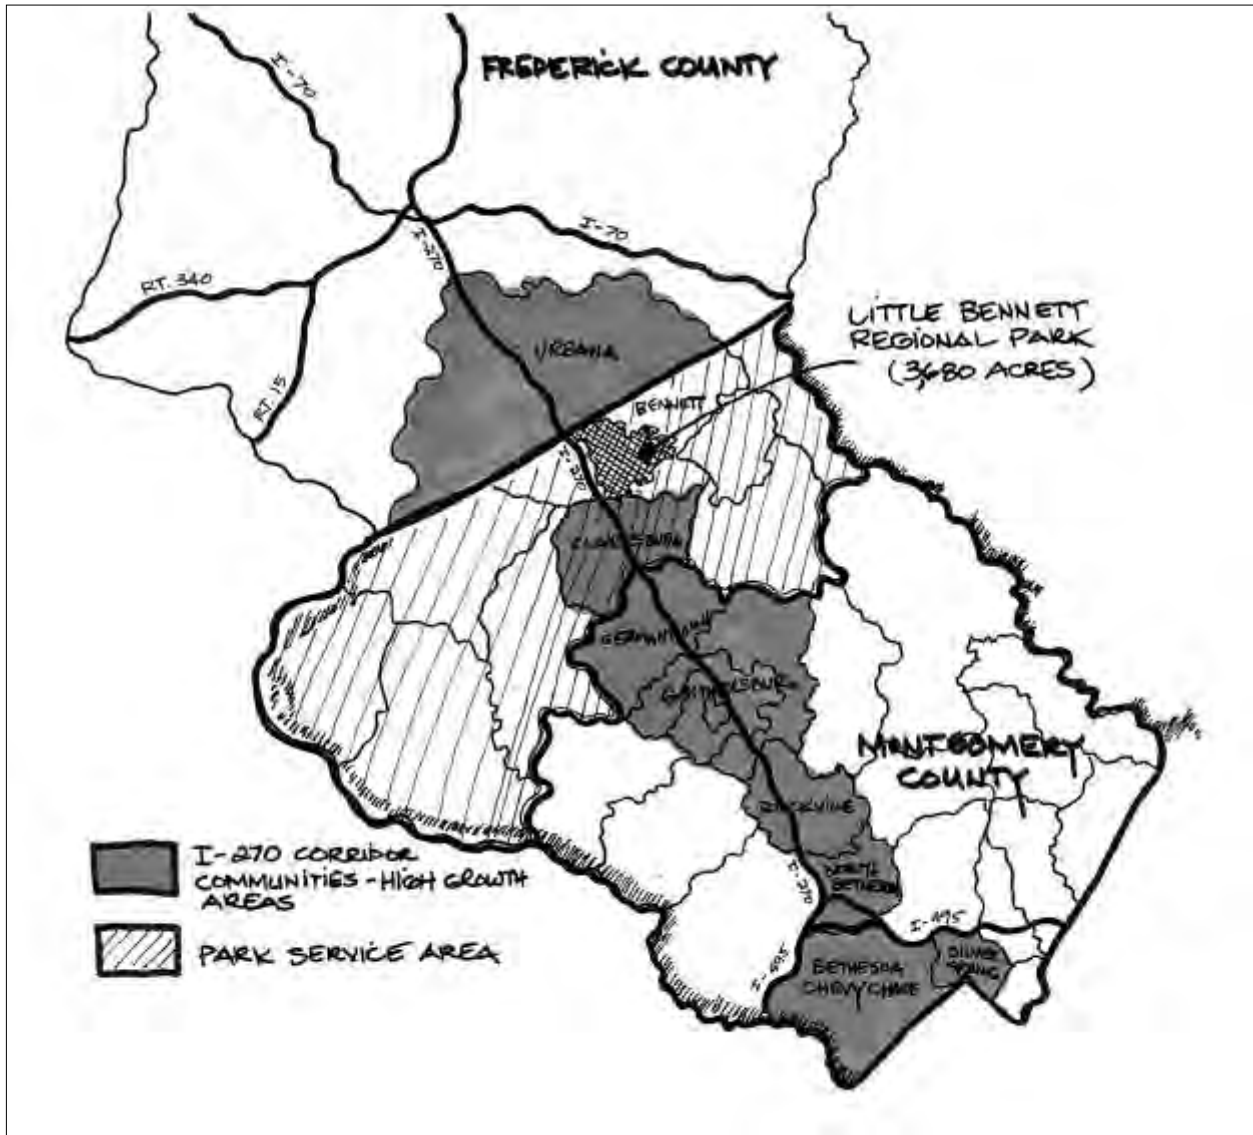 FREDERICK COUNTY
I-70
I-270
I-70
RT. 340
RT. 15
URBANA
LITTLE BENNETT
REGIONAL PARK
(3,680 ACRES)
BENNETT
I-270
CLARKSBURG
GERMANTOWN
GAITHERSBURG
MONTGOMERY
COUNTY
ROCKVILLE
I-270
NORTH
BETHESDA
I-495
I-495
BETHESDA
CHEVY CHASE
SILVER
SPRING
I-270 CORRIDOR
COMMUNITIES - HIGH GROWTH
AREAS
PARK SERVICE AREA